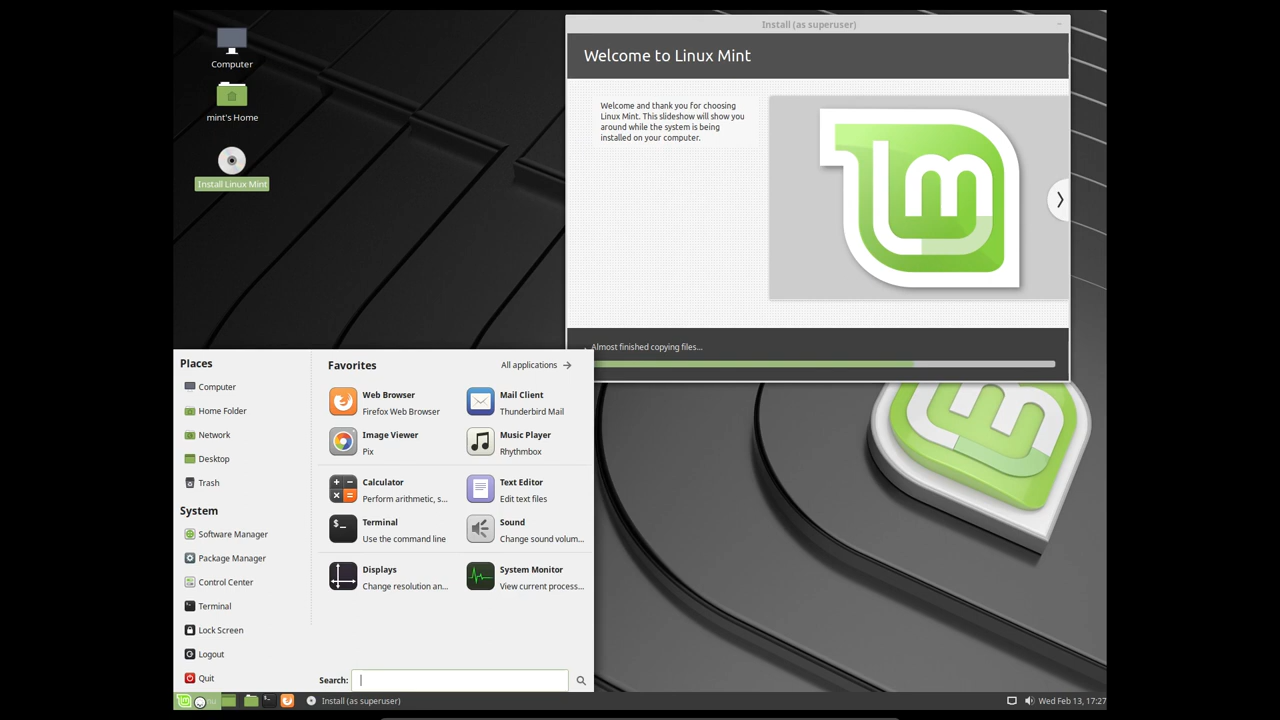 Computer
mint's Home
Install Linux Mint
Install (as superuser)
Welcome to Linux Mint
Welcome and thank you for choosing
Linux Mint. This slideshow will show you
around while the system is being
installed on your computer.
Almost finished copying files...
Places
Computer
Home Folder
Network
Desktop
Trash
System
Software Manager
Package Manager
Control Center
Terminal
Lock Screen
Logout
Quit
Favorites
All applications
Web Browser
Firefox Web Browser
Mail Client
Thunderbird Mail
Image Viewer
Pix
Music Player
Rhythmbox
Calculator
Perform arithmetic, s...
Text Editor
Edit text files
Terminal
Use the command line
Sound
Change sound volum...
Displays
Change resolution an...
System Monitor
View current process...
Search:
Install (as superuser)
Wed Feb 13, 17:27